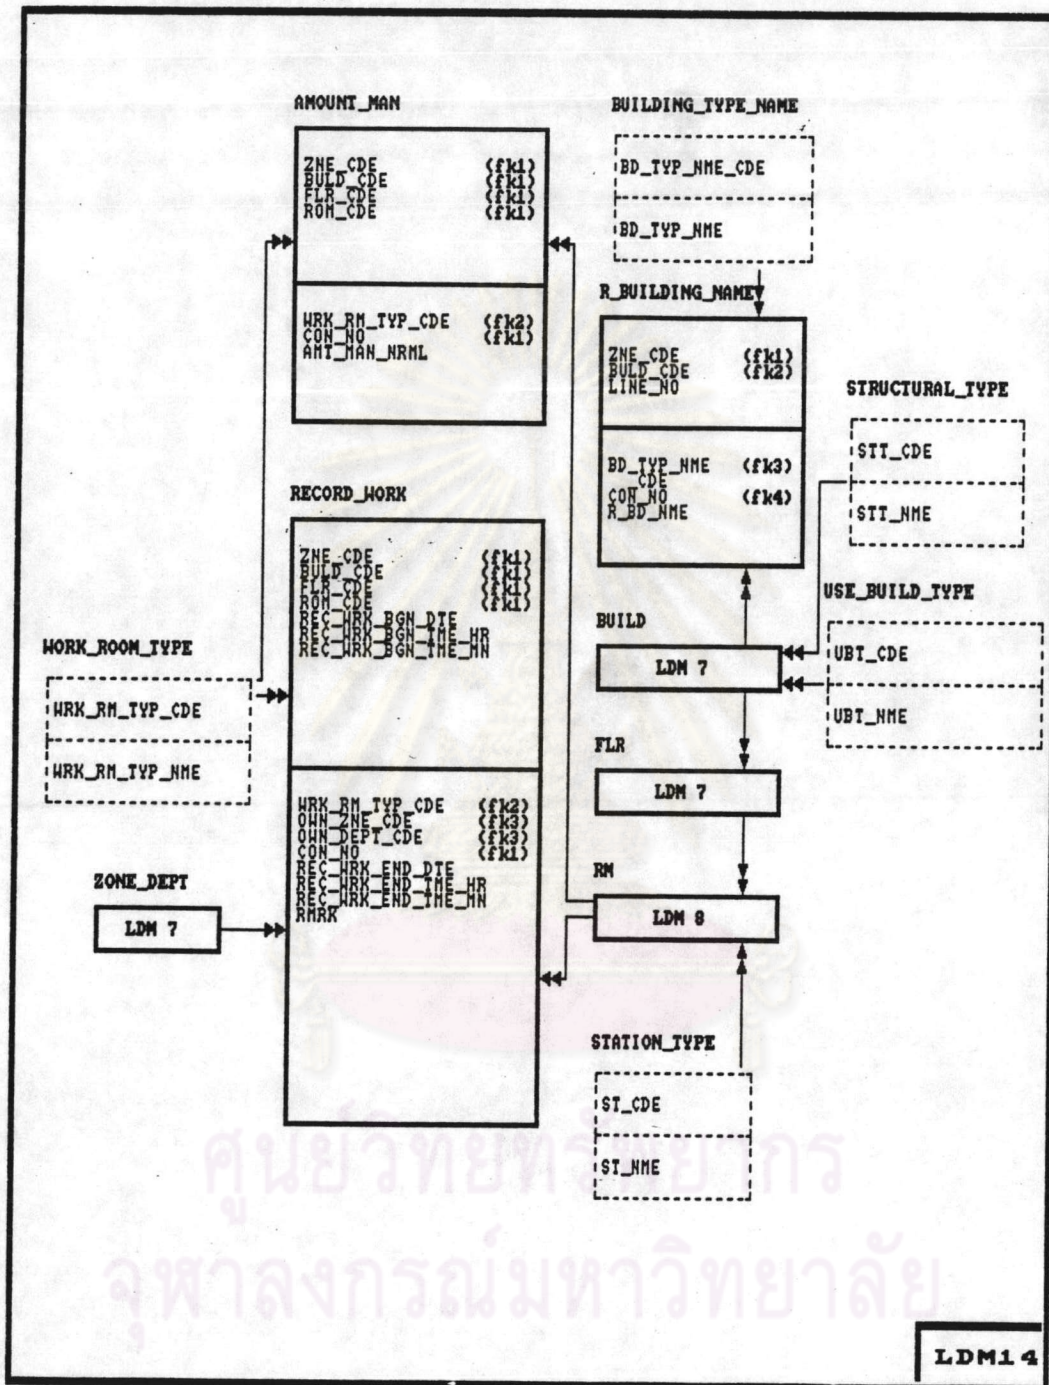 AMOUNT_MAN
ZNE_CDE (fk1)
BULD_CDE (fk1)
FLR_CDE (fk1)
ROM_CDE (fk1)
WRK_RM_TYP_CDE (fk2)
CON_NO (fk1)
AMT_MAN_NRML
BUILDING_TYPE_NAME
BD_TYP_NME_CDE
BD_TYP_NME
R_BUILDING_NAME
ZNE_CDE (fk1)
BULD_CDE (fk2)
LINE_NO
BD_TYP_NME (fk3)
_CDE
CON_NO (fk4)
R_BD_NME
STRUCTURAL_TYPE
STT_CDE
STT_NME
RECORD_WORK
ZNE_CDE (fk1)
BULD_CDE (fk1)
FLR_CDE (fk1)
ROM_CDE (fk1)
REC_WRK_BGN_DTE
REC_WRK_BGN_TME_HR
REC_WRK_BGN_TME_MN
WRK_RM_TYP_CDE (fk2)
OWN_ZNE_CDE (fk3)
OWN_DEPT_CDE (fk3)
CON_NO (fk1)
REC_WRK_END_DTE
REC_WRK_END_TME_HR
REC_WRK_END_TME_MN
RMRK
USE_BUILD_TYPE
UBT_CDE
UBT_NME
BUILD
LDM 7
WORK_ROOM_TYPE
WRK_RM_TYP_CDE
WRK_RM_TYP_NME
FLR
LDM 7
ZONE_DEPT
LDM 7
RM
LDM 8
STATION_TYPE
ST_CDE
ST_NME
ศูนย์วิทยทรัพยากร
จุฬาลงกรณ์มหาวิทยาลัย
LDM14